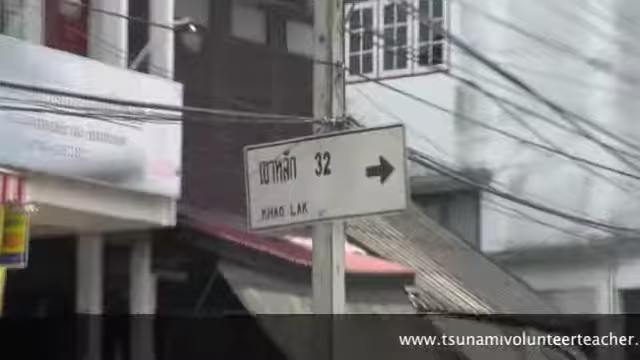 เขาหลัก 32
KHAO LAK
www.tsunamivolunteerteacher.